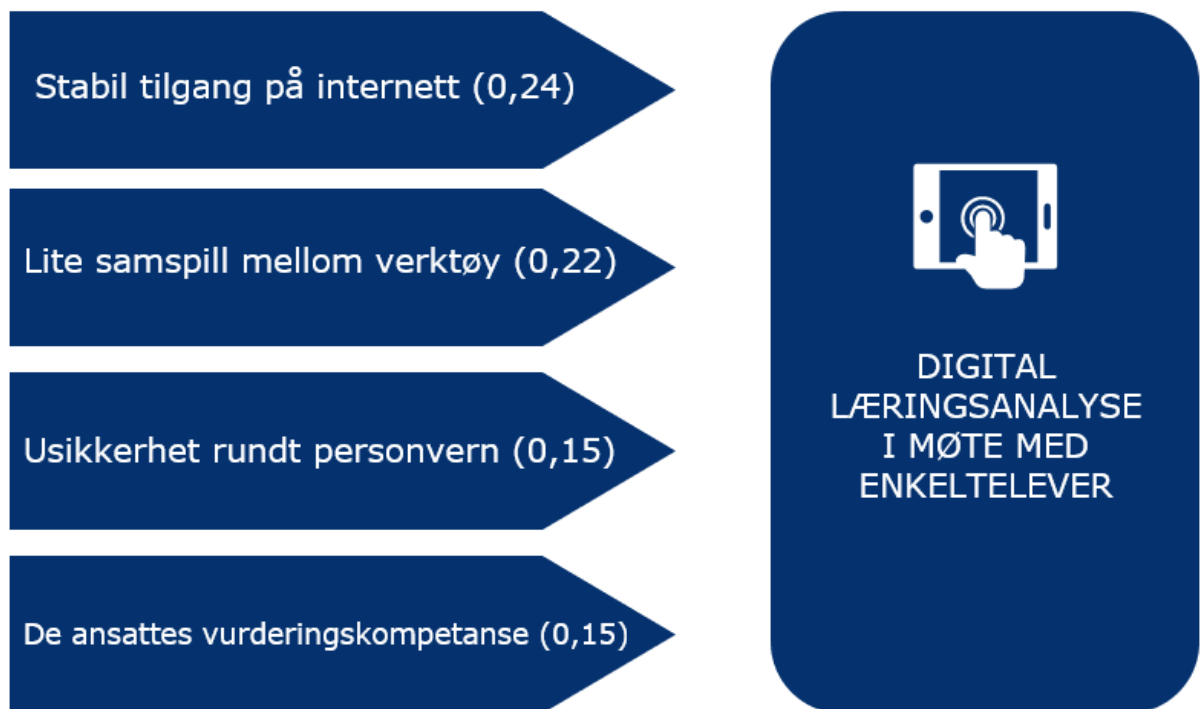 Stabil tilgang på internett (0,24)
Lite samspill mellom verktøy (0,22)
Usikkerhet rundt personvern (0,15)
De ansattes vurderingskompetanse (0,15)
DIGITAL
LÆRINGSANALYSE
I MØTE MED
ENKELTELEVER